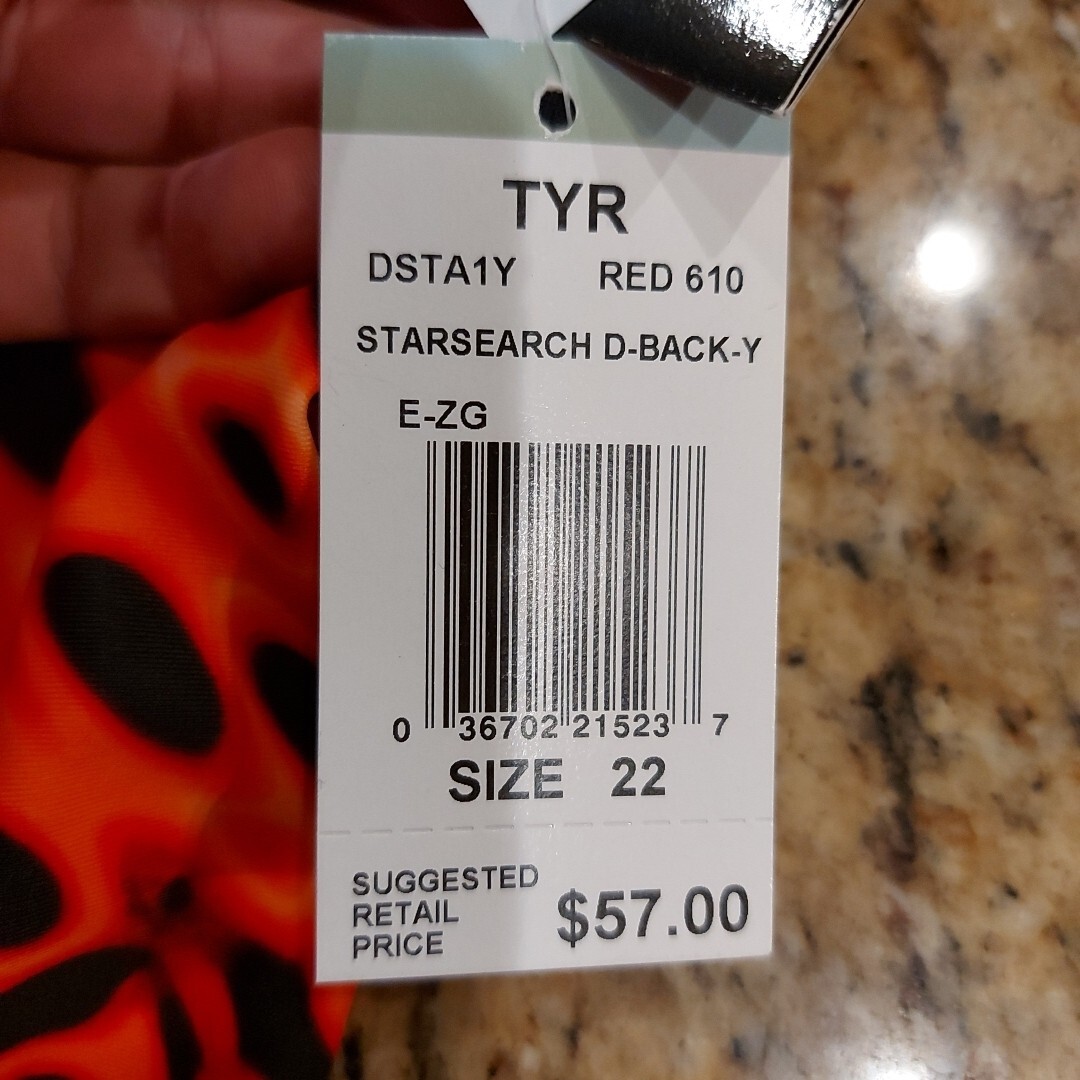 TYR
DSTA1Y RED 610
STARSEARCH D-BACK-Y
E-ZG
0 36702 21523 7
SIZE 22
SUGGESTED
RETAIL
PRICE $57.00